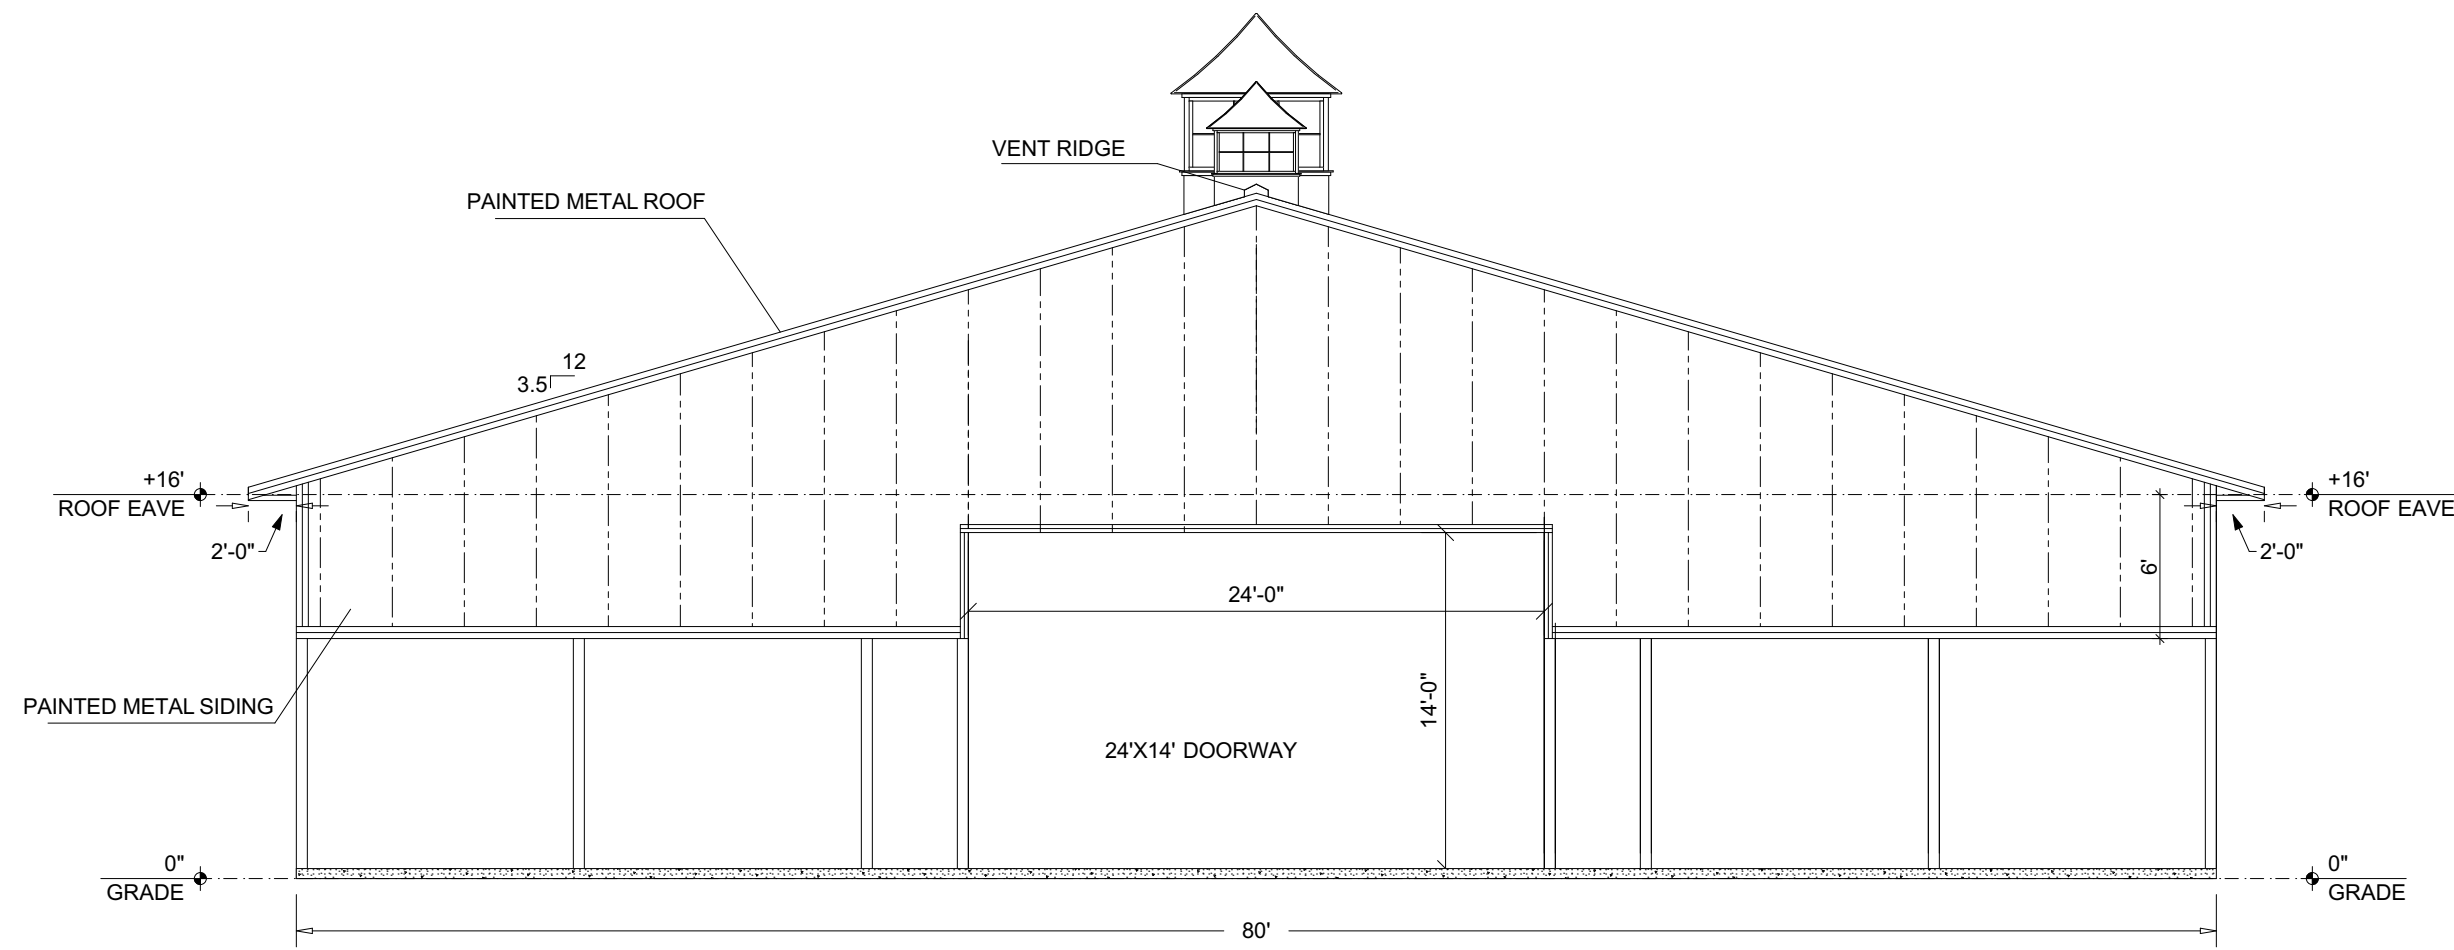 VENT RIDGE
PAINTED METAL ROOF
12
3.5
+16'
ROOF EAVE
+16'
ROOF EAVE
2'-0"
2'-0"
6'
24'-0"
14'-0"
PAINTED METAL SIDING
24'X14' DOORWAY
0"
GRADE
0"
GRADE
80'